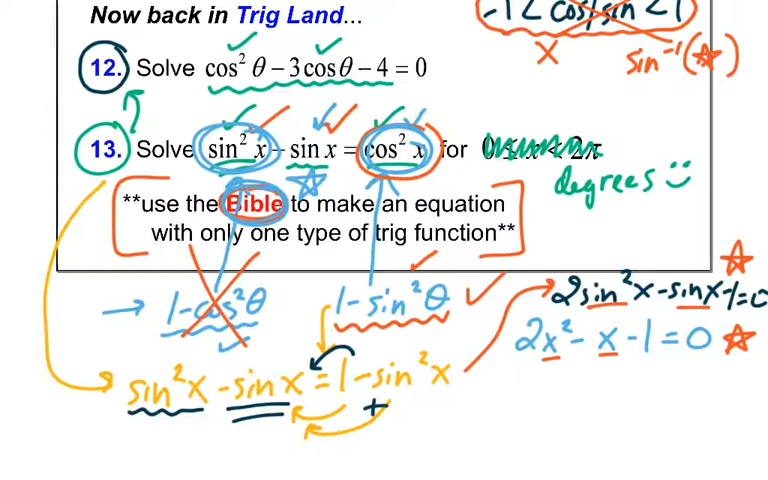 Now back in Trig Land...
-1 < cos/sin < 1
x sin⁻¹(☆)
12. Solve cos² θ – 3cosθ – 4 = 0
13. Solve sin² x – sin x = cos² x for 0 ≤ x < 2π
degrees
**use the Bible to make an equation
with only one type of trig function**
→ 1-cos²θ
1-sin²θ
2sin²x-sinx-1=0
2x²-x-1=0
sin²x -sinx = 1-sin²x
+